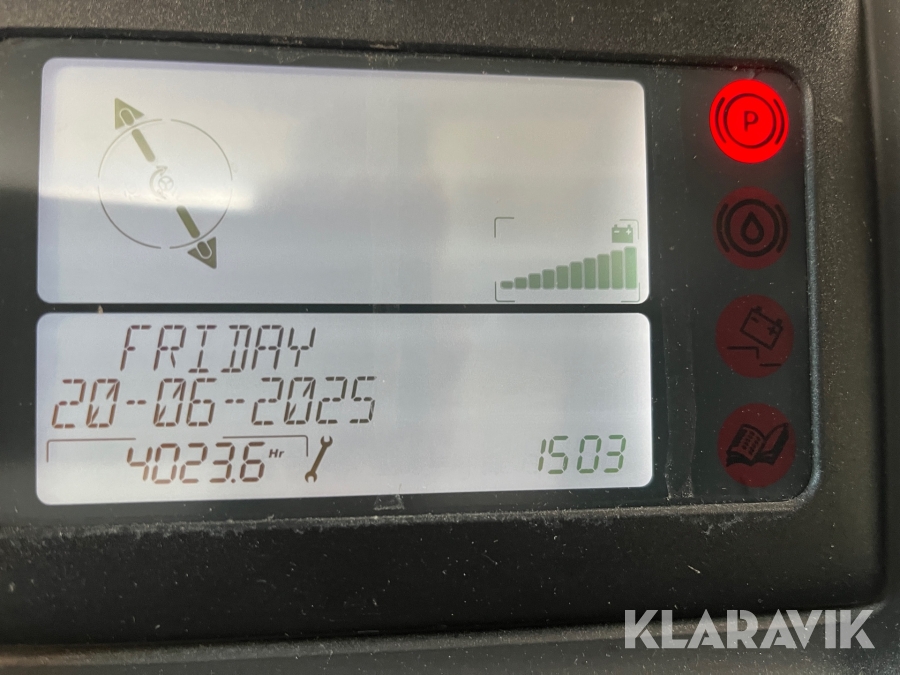 P
FRIDAY
20-06-2025
4023.6 Hr
1503
KLARAVIK